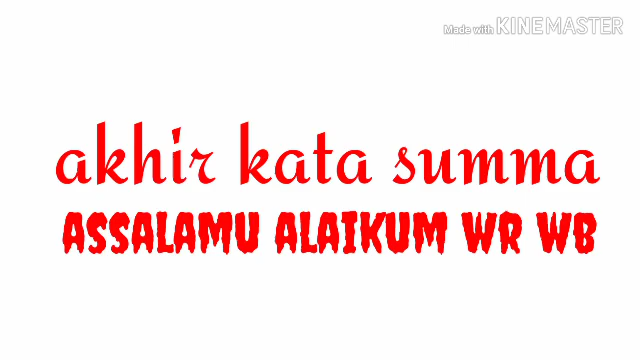 Made with KINEMASTER
akhir kata summa
ASSALAMU ALAIKUM WR WB